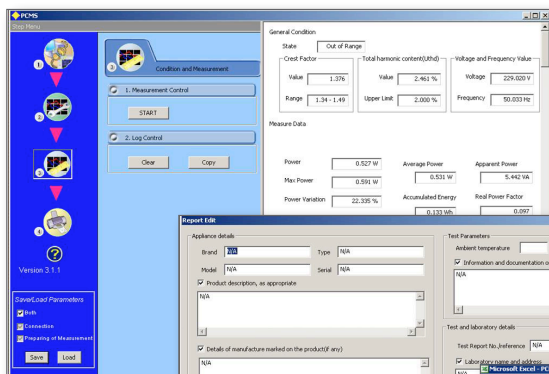 PCMS
Step Menu
1
2
3
4
Version 3.1.1
Save/Load Parameters
Both
Connection
Preparing of Measurement
Save Load
3 Condition and Measurement
1. Measurement Control
START
2. Log Control
Clear Copy
General Condition
State Out of Range
Crest Factor
Value 1.376
Range 1.34 - 1.49
Total harmonic content(Uthd)
Value 2.461 %
Upper Limit 2.000 %
Voltage and Frequency Value
Voltage 229.020 V
Frequency 50.033 Hz
Measure Data
Power 0.527 W
Max Power 0.591 W
Power Variation 22.335 %
Average Power
0.531 W
Accumulated Energy
0.133 Wh
Apparent Power
5.442 VA
Real Power Factor
0.097
Report Edit
Appliance details
Brand N/A Type N/A
Model N/A Serial N/A
Product description, as appropriate
N/A
Details of manufacture marked on the product(if any)
N/A
Test Parameters
Ambient temperature
Information and documentation o
N/A
Test and laboratory details
Test Report No./reference N/A
Laboratory name and address
N/A
Microsoft Excel - PC